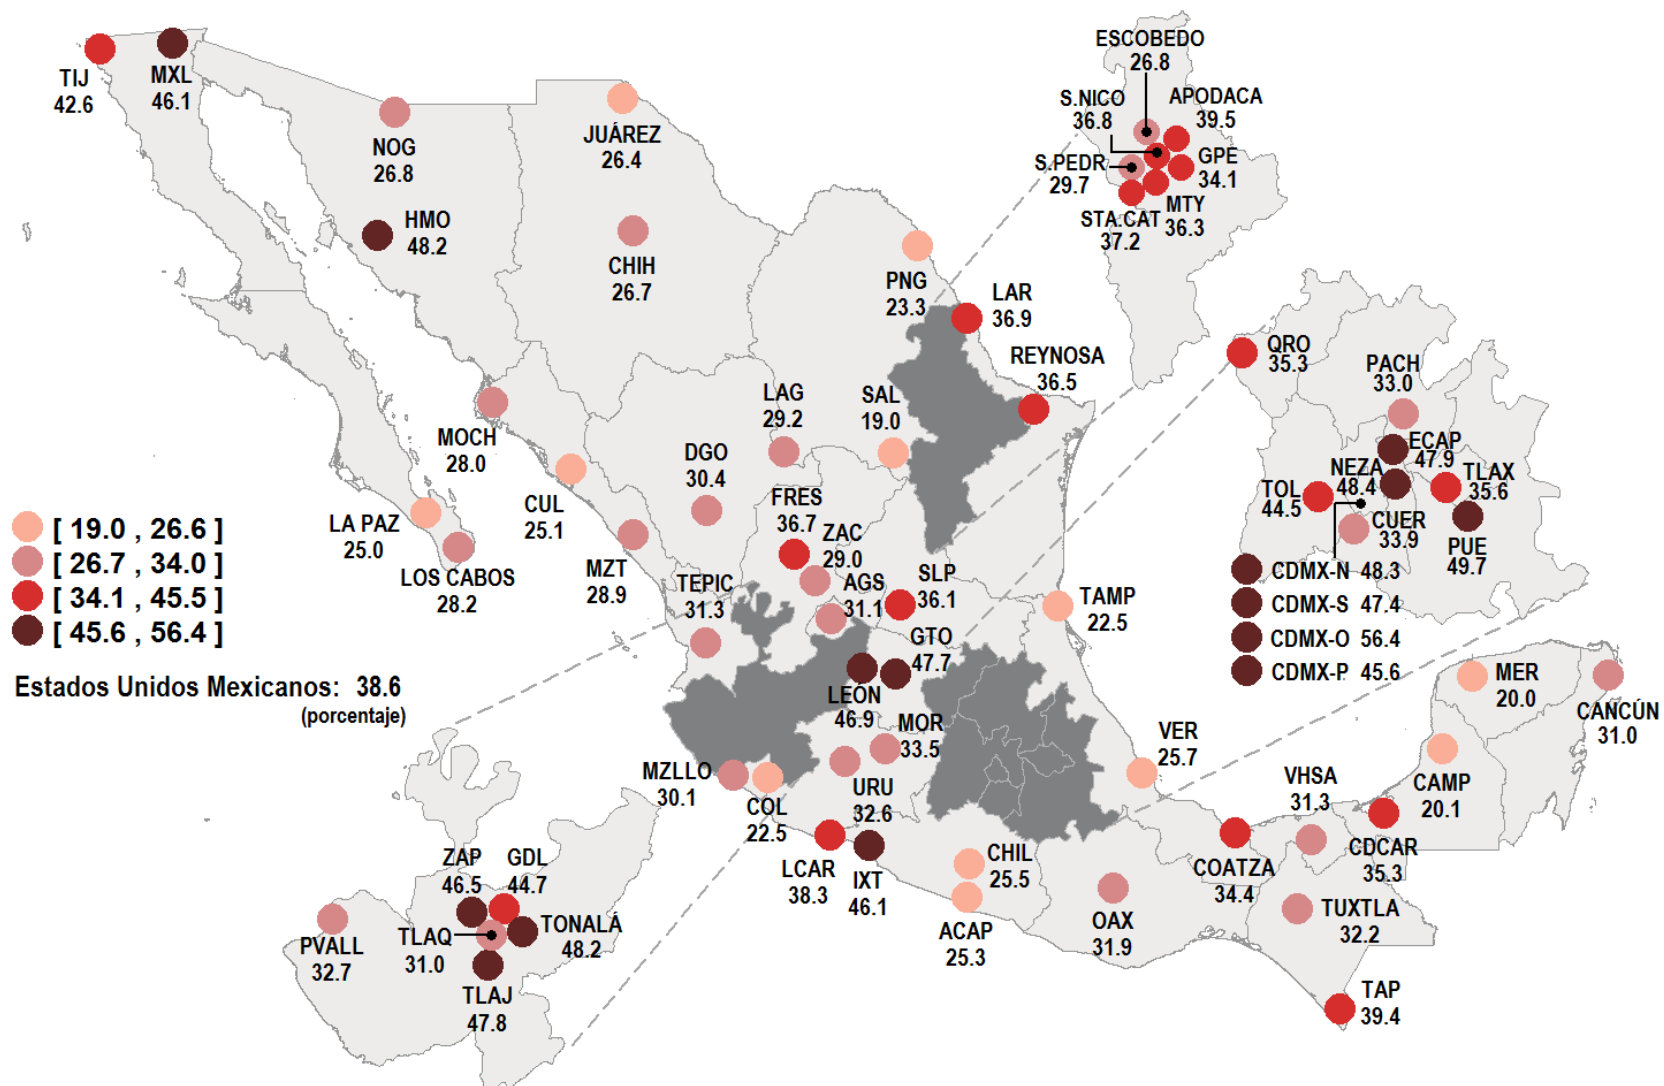 TIJ
42.6
MXL
46.1
NOG
26.8
HMO
48.2
JUÁREZ
26.4
CHIH
26.7
PNG
23.3
LAR
36.9
REYNOSA
36.5
SAL
19.0
LAG
29.2
DGO
30.4
MOCH
28.0
CUL
25.1
LA PAZ
25.0
LOS CABOS
28.2
MZT
28.9
FRES
36.7
ZAC
29.0
TEPIC
31.3
AGS
31.1
SLP
36.1
TAMP
22.5
GTO
47.7
LEÓN
46.9
MOR
33.5
URU
32.6
MZLLO
30.1
COL
22.5
LCAR
38.3
IXT
46.1
CHIL
25.5
ACAP
25.3
OAX
31.9
VER
25.7
COATZA
34.4
VHSA
31.3
CDCAR
35.3
TUXTLA
32.2
TAP
39.4
MER
20.0
CAMP
20.1
CANCÚN
31.0
ESCOBEDO
26.8
S.NICO
36.8
APODACA
39.5
S.PEDR
29.7
GPE
34.1
MTY
36.3
STA.CAT
37.2
QRO
35.3
PACH
33.0
ECAP
47.9
NEZA
48.4
TLAX
35.6
TOL
44.5
CUER
33.9
PUE
49.7
CDMX-N 48.3
CDMX-S 47.4
CDMX-O 56.4
CDMX-P 45.6
[ 19.0 , 26.6 ]
[ 26.7 , 34.0 ]
[ 34.1 , 45.5 ]
[ 45.6 , 56.4 ]
Estados Unidos Mexicanos: 38.6
(porcentaje)
ZAP
46.5
GDL
44.7
PVALL
32.7
TLAQ
31.0
TONALÁ
48.2
TLAJ
47.8